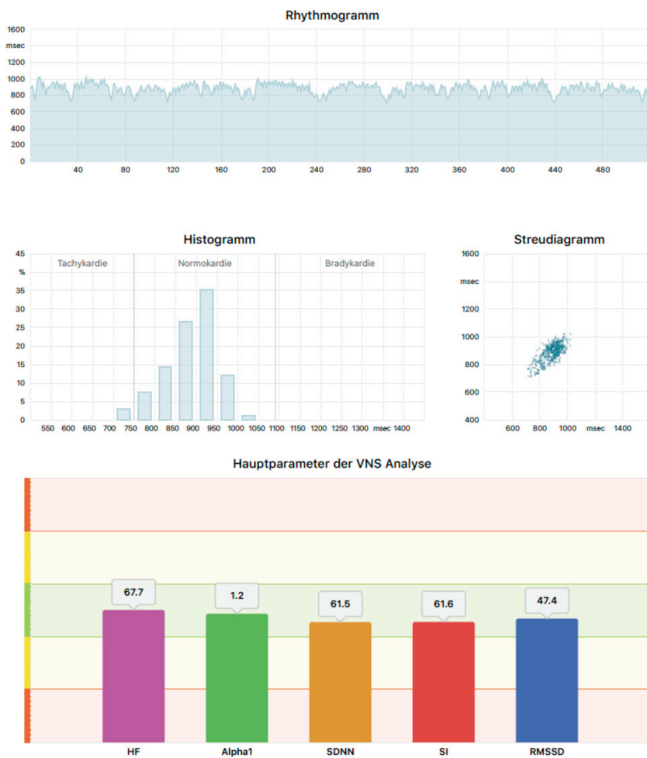 Rhythmogramm
1600
msec
1200
1000
800
600
400
200
0
40 80 120 160 200 240 280 320 360 400 440 480
Histogramm
45
%
35
30
25
20
15
10
5
0
Tachykardie Normokardie Bradykardie
550 600 650 700 750 800 850 900 950 1000 1050 1100 1150 1200 1250 1300 1350 msec 1400
Streudiagramm
1600
msec
1200
1000
800
600
400
600 800 1000 msec 1400
Hauptparameter der VNS Analyse
67.7 1.2 61.5 61.6 47.4
HF Alpha1 SDNN SI RMSSD